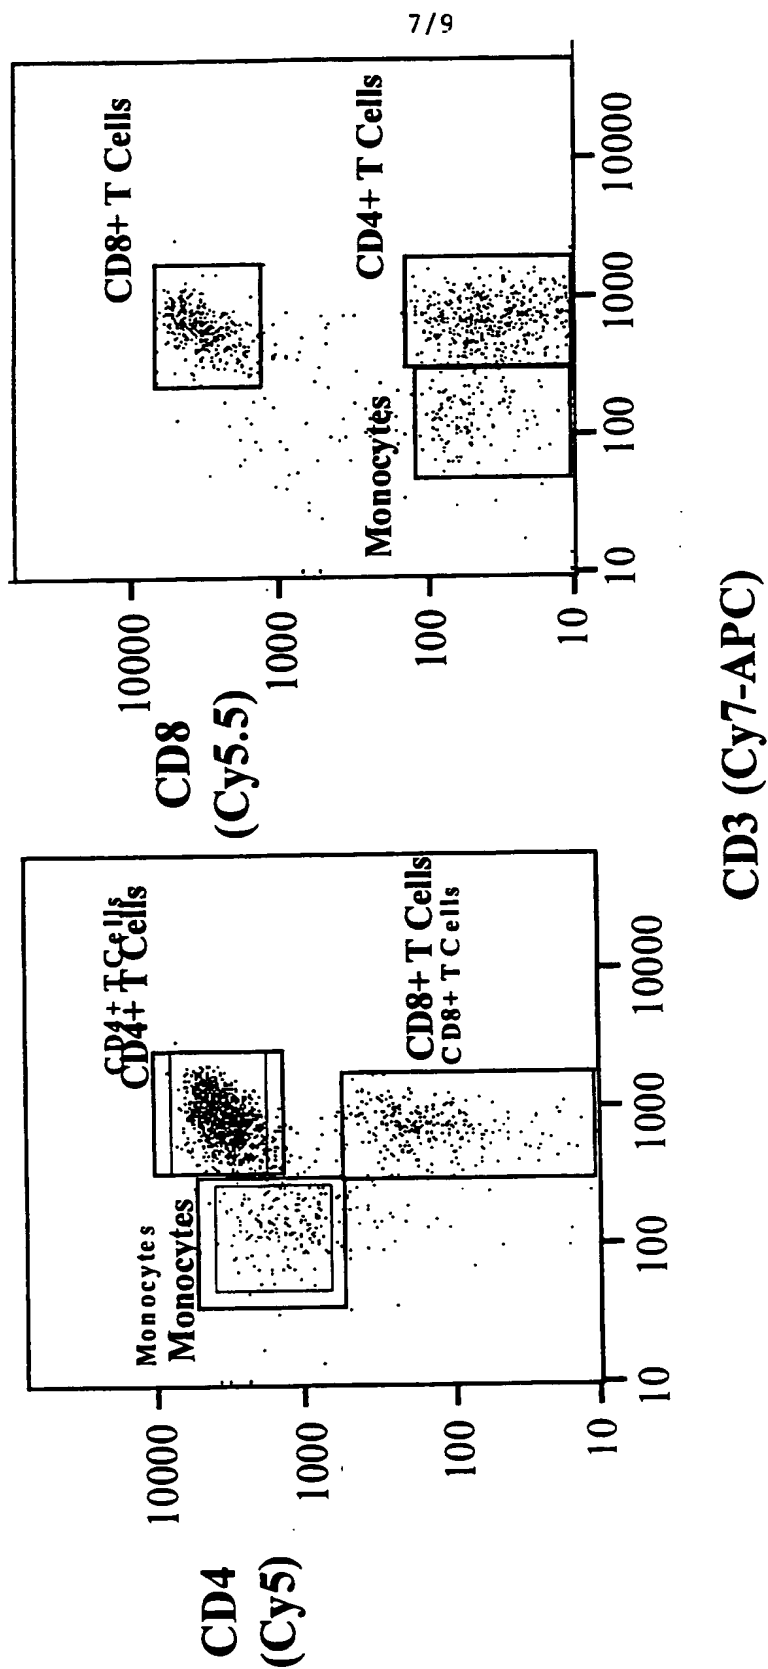 7/9
CD4
(Cy5)
10000
1000
100
10
Monocytes
Monocytes
CD4+ T Cells
CD4+ T Cells
CD8+ T Cells
CD8+ T Cells
10
100
1000
10000
CD8
(Cy5.5)
10000
1000
100
10
CD8+ T Cells
Monocytes
CD4+ T Cells
10
100
1000
10000
CD3 (Cy7-APC)